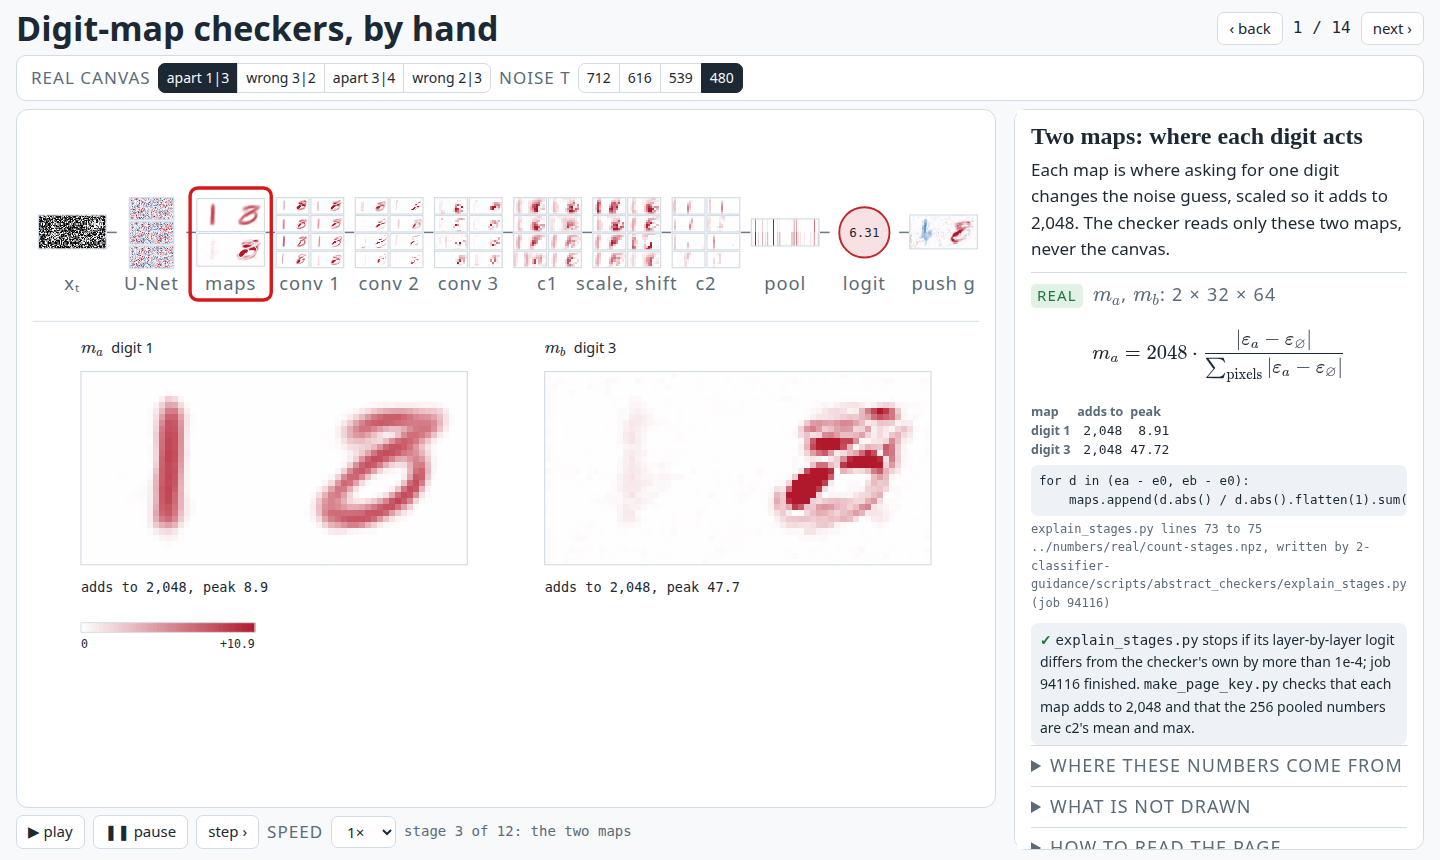 Digit-map checkers, by hand
‹ back 1 / 14 next ›
REAL CANVAS apart 1|3 wrong 3|2 apart 3|4 wrong 2|3 NOISE T 712 616 539 480
6.31
xₜ U-Net maps conv 1 conv 2 conv 3 c1 scale, shift c2 pool logit push g
mₐ digit 1
m_b digit 3
adds to 2,048, peak 8.9
adds to 2,048, peak 47.7
0 +10.9
▶ play ❚❚ pause step › SPEED 1× stage 3 of 12: the two maps
Two maps: where each digit acts
Each map is where asking for one digit
changes the noise guess, scaled so it adds to
2,048. The checker reads only these two maps,
never the canvas.
REAL mₐ, m_b: 2 × 32 × 64
mₐ = 2048 · |εₐ − ε_∅| / ∑_pixels |εₐ − ε_∅|
map adds to peak
digit 1 2,048 8.91
digit 3 2,048 47.72
for d in (ea - e0, eb - e0):
maps.append(d.abs() / d.abs().flatten(1).sum(
explain_stages.py lines 73 to 75
../numbers/real/count-stages.npz, written by 2-
classifier-
guidance/scripts/abstract_checkers/explain_stages.py
(job 94116)
✓ explain_stages.py stops if its layer-by-layer logit
differs from the checker's own by more than 1e-4; job
94116 finished. make_page_key.py checks that each
map adds to 2,048 and that the 256 pooled numbers
are c2's mean and max.
▶ WHERE THESE NUMBERS COME FROM
▶ WHAT IS NOT DRAWN
▶ HOW TO READ THE PAGE